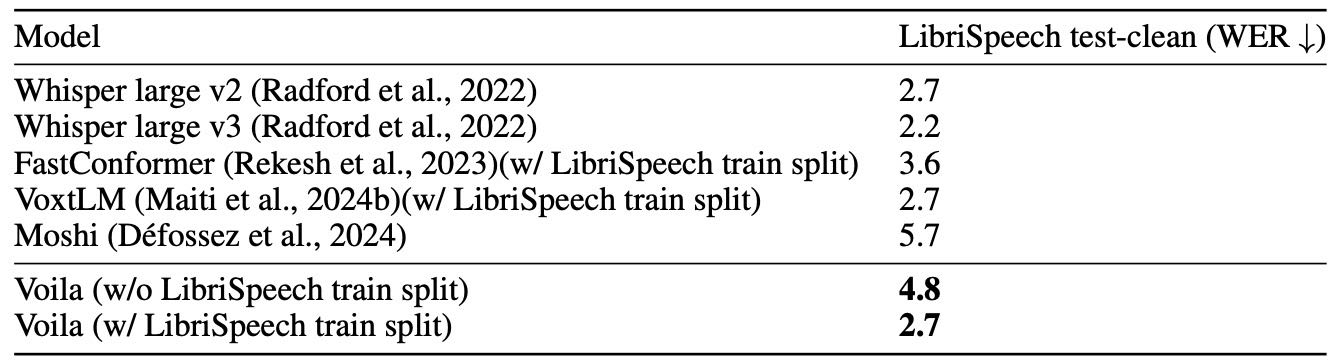 Model LibriSpeech test-clean (WER ↓)
Whisper large v2 (Radford et al., 2022) 2.7
Whisper large v3 (Radford et al., 2022) 2.2
FastConformer (Rekesh et al., 2023)(w/ LibriSpeech train split) 3.6
VoxtLM (Maiti et al., 2024b)(w/ LibriSpeech train split) 2.7
Moshi (Défossez et al., 2024) 5.7
Voila (w/o LibriSpeech train split) 4.8
Voila (w/ LibriSpeech train split) 2.7